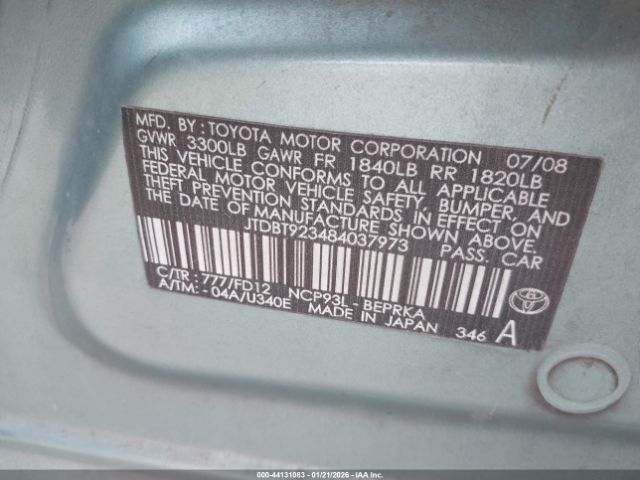 MFD. BY: TOYOTA MOTOR CORPORATION 07/08
GVWR 3300LB GAWR FR 1840LB RR 1820LB
THIS VEHICLE CONFORMS TO ALL APPLICABLE
FEDERAL MOTOR VEHICLE SAFETY, BUMPER, AND
THEFT PREVENTION STANDARDS IN EFFECT ON
THE DATE OF MANUFACTURE SHOWN ABOVE.
JTDBT923484037973 PASS. CAR
C/TR: 777/FD12 NCP93L-BEPRKA
A/TM: -04A/U340E MADE IN JAPAN 346 A
000-44131083 | 01/21/2026 - COPYRIGHT IAA, LLC